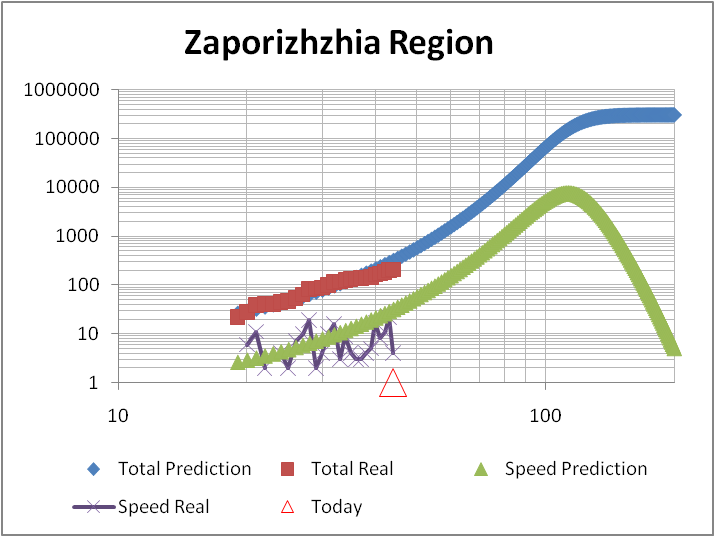 Zaporizhzhia Region
1000000
100000
10000
1000
100
10
1
10 100
Total Prediction Total Real Speed Prediction
Speed Real Today